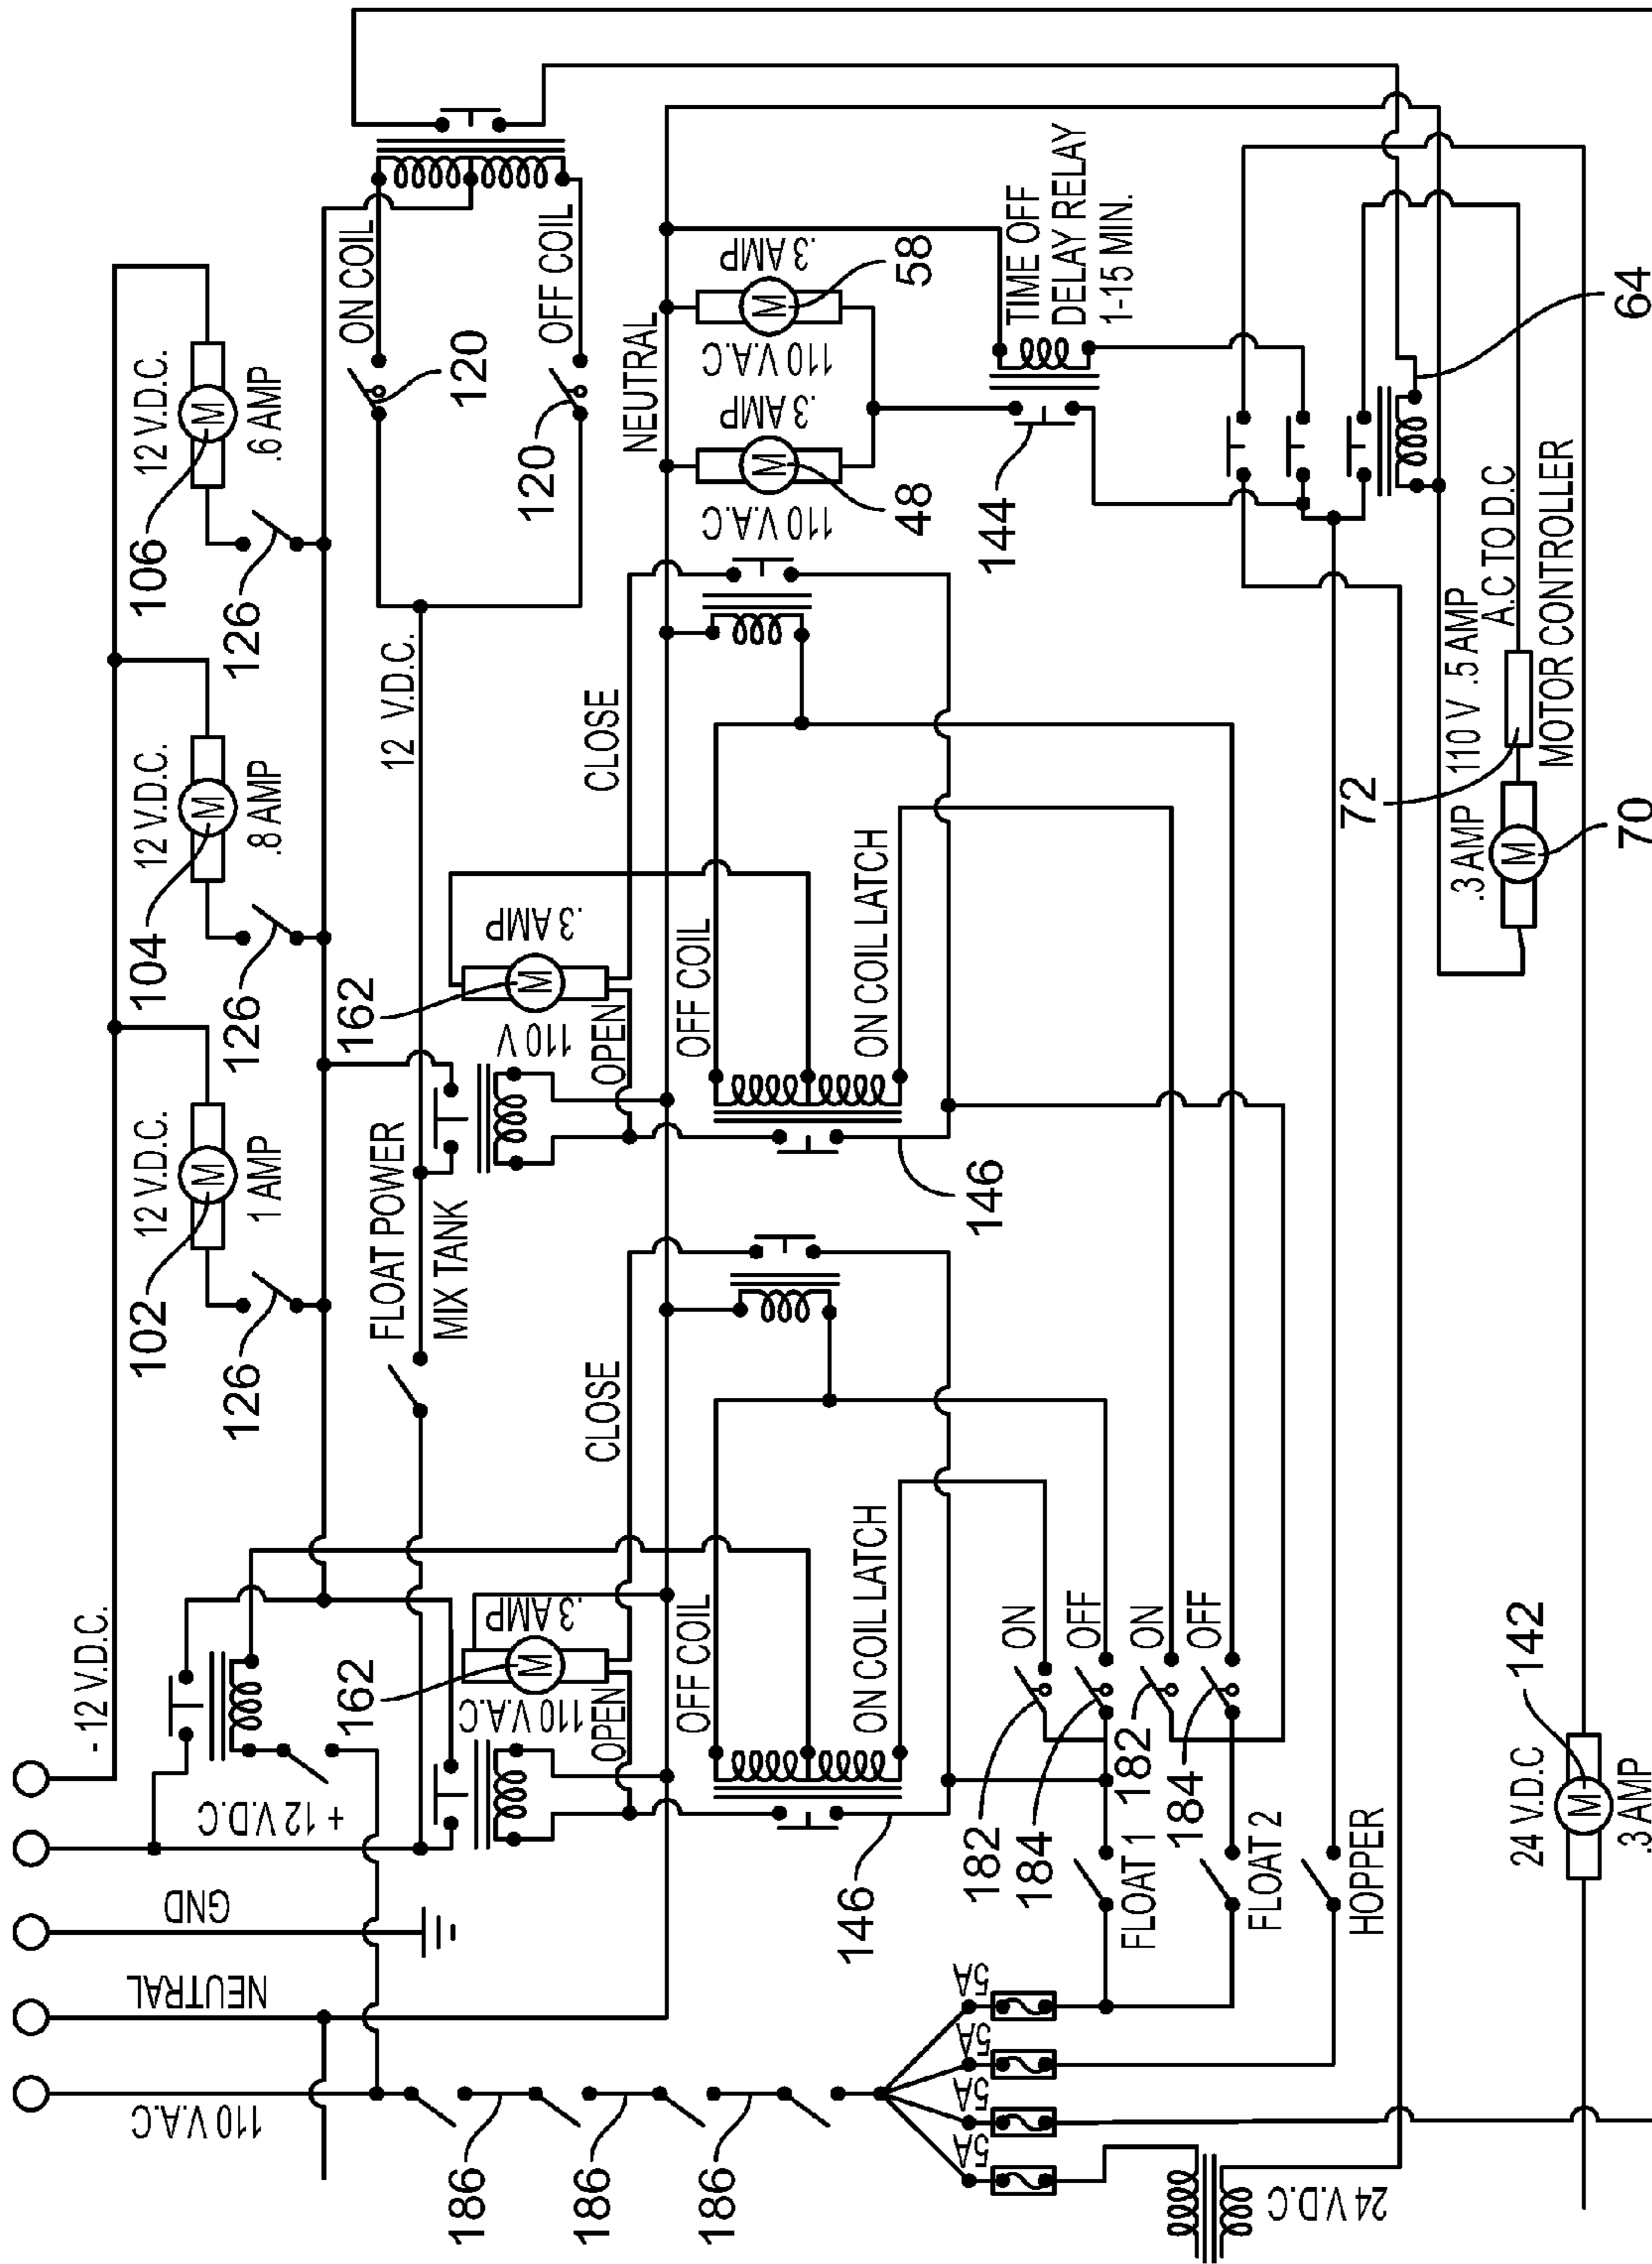 110 V.A.C
NEUTRAL
GND
+ 12 V.D.C
- 12 V.D.C.
12 V.D.C.
M
1 AMP
102
126
12 V.D.C.
M
.8 AMP
104
126
12 V.D.C.
M
.6 AMP
106
126
FLOAT POWER
MIX TANK
12 V.D.C.
ON COIL
120
OFF COIL
120
NEUTRAL
162
110 V.A.C
M
.3 AMP
OPEN
CLOSE
162
110 V
M
.3 AMP
OPEN
CLOSE
110 V.A.C
M
.3 AMP
48
110 V.A.C
M
.3 AMP
58
TIME OFF
DELAY RELAY
1-15 MIN.
144
OFF COIL
ON COIL LATCH
146
OFF COIL
ON COIL LATCH
146
ON
OFF
ON
OFF
182
184
182
184
FLOAT 1
FLOAT 2
HOPPER
186
186
186
5A
5A
5A
5A
24 V.D.C
24 V.D.C
M
.3 AMP
142
72
.3 AMP
M
70
110 V .5 AMP
A.C TO D.C
MOTOR CONTROLLER
64